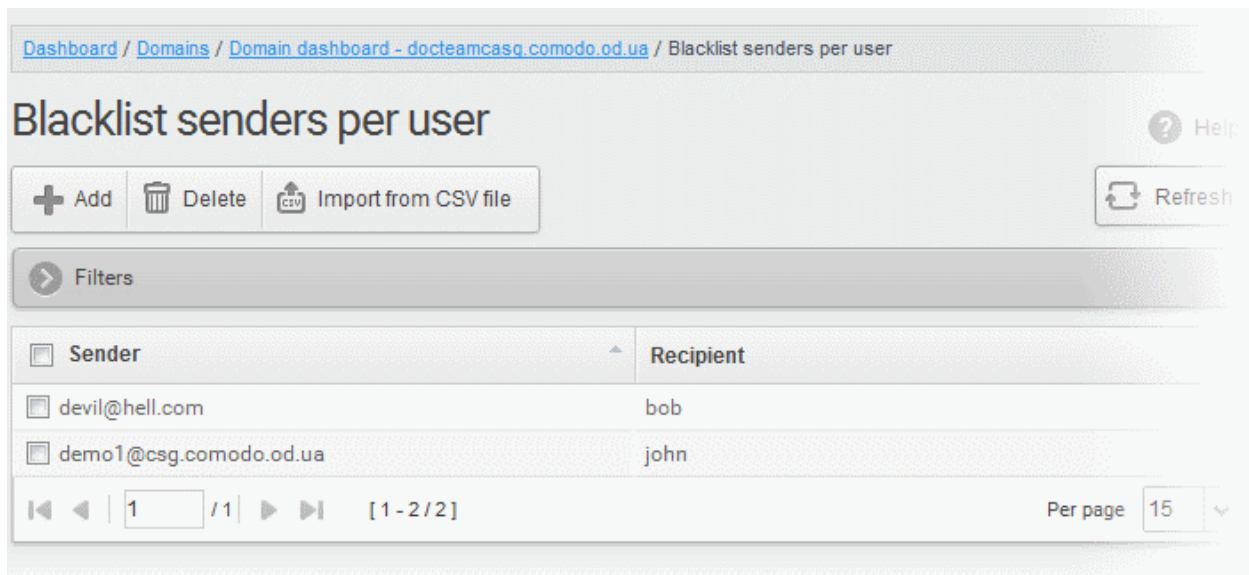 Dashboard / Domains / Domain dashboard - docteamcasg.comodo.od.ua / Blacklist senders per user
Blacklist senders per user
Help
Add Delete CSV Import from CSV file Refresh
Filters
Sender Recipient
devil@hell.com bob
demo1@csg.comodo.od.ua john
1 / 1 [ 1 - 2 / 2 ] Per page 15